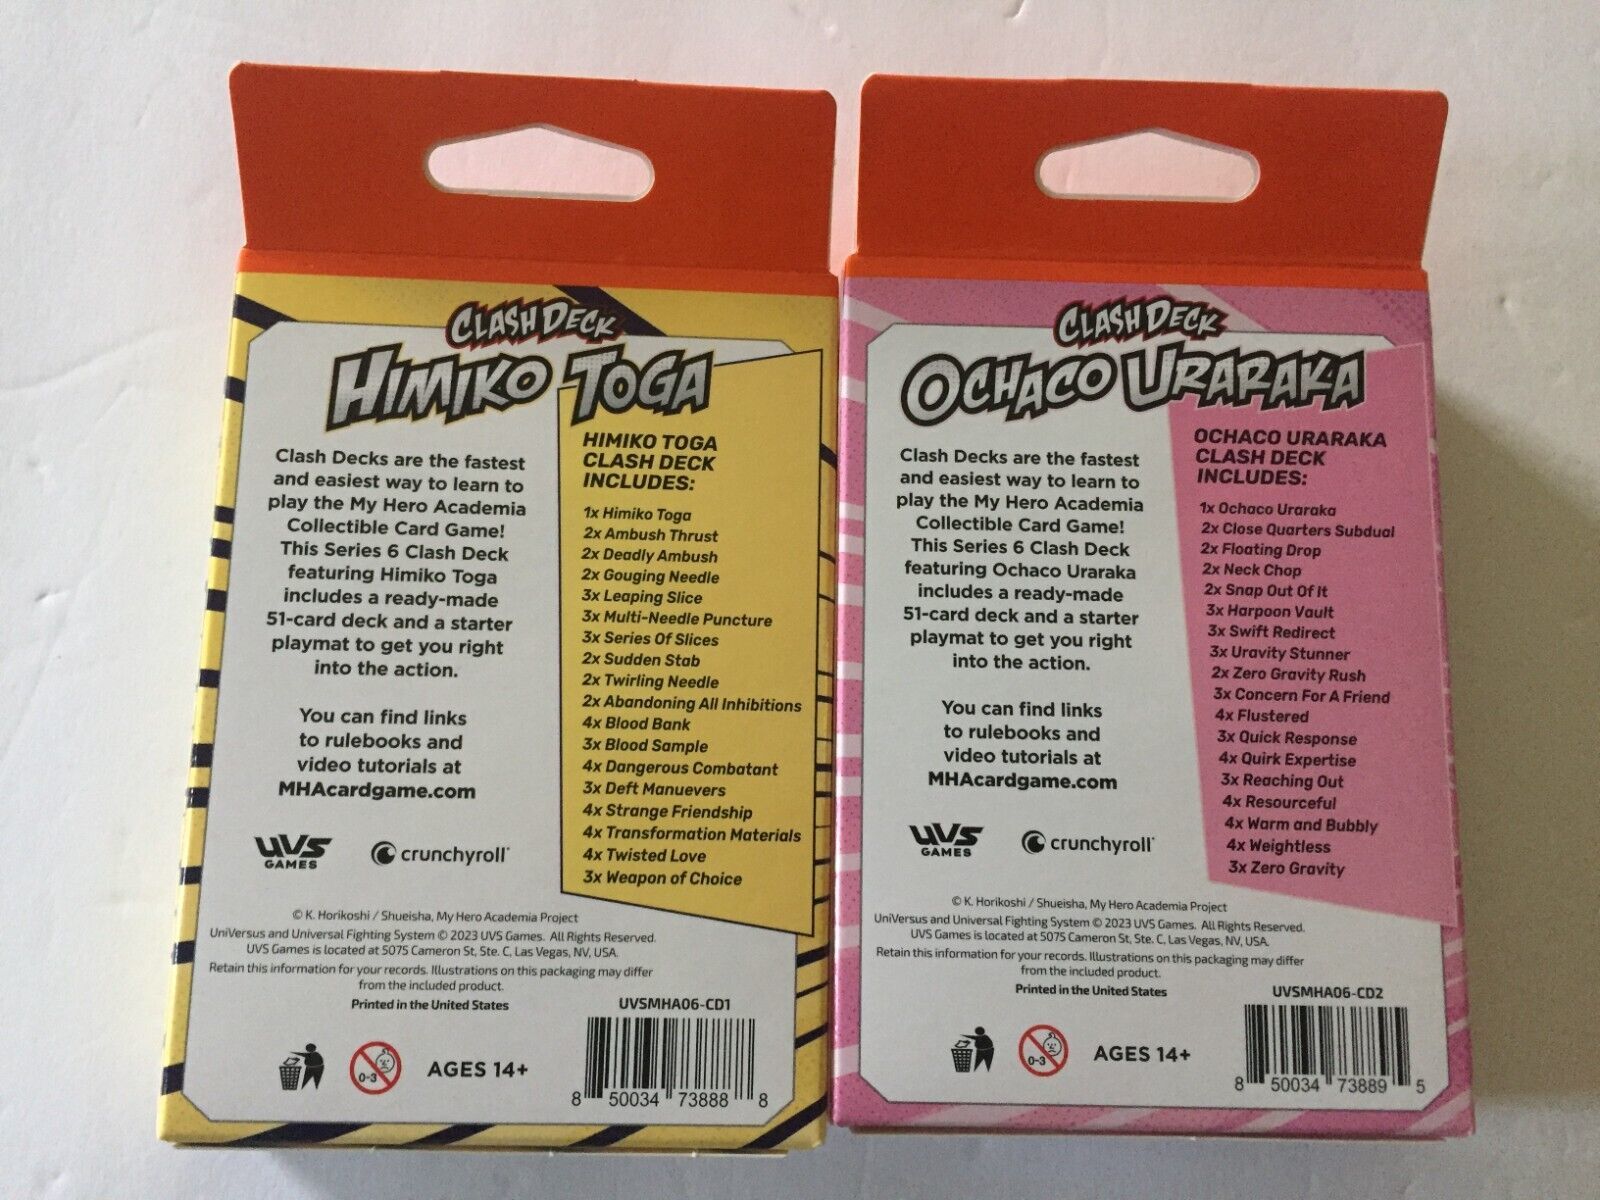 CLASH DECK
HIMIKO TOGA
Clash Decks are the fastest
and easiest way to learn to
play the My Hero Academia
Collectible Card Game!
This Series 6 Clash Deck
featuring Himiko Toga
includes a ready-made
51-card deck and a starter
playmat to get you right
into the action.
You can find links
to rulebooks and
video tutorials at
MHAcardgame.com
UVS
GAMES
crunchyroll
HIMIKO TOGA
CLASH DECK
INCLUDES:
1x Himiko Toga
2x Ambush Thrust
2x Deadly Ambush
2x Gouging Needle
3x Leaping Slice
3x Multi-Needle Puncture
3x Series Of Slices
2x Sudden Stab
2x Twirling Needle
2x Abandoning All Inhibitions
4x Blood Bank
3x Blood Sample
4x Dangerous Combatant
3x Deft Manuevers
4x Strange Friendship
4x Transformation Materials
4x Twisted Love
3x Weapon of Choice
© K. Horikoshi / Shueisha, My Hero Academia Project
UniVersus and Universal Fighting System © 2023 UVS Games. All Rights Reserved.
UVS Games is located at 5075 Cameron St, Ste. C, Las Vegas, NV, USA.
Retain this information for your records. Illustrations on this packaging may differ
from the included product.
Printed in the United States
UVSMHA06-CD1
0-3
AGES 14+
8 50034 73888 8
CLASH DECK
OCHACO URARAKA
Clash Decks are the fastest
and easiest way to learn to
play the My Hero Academia
Collectible Card Game!
This Series 6 Clash Deck
featuring Ochaco Uraraka
includes a ready-made
51-card deck and a starter
playmat to get you right
into the action.
You can find links
to rulebooks and
video tutorials at
MHAcardgame.com
UVS
GAMES
crunchyroll
OCHACO URARAKA
CLASH DECK
INCLUDES:
1x Ochaco Uraraka
2x Close Quarters Subdual
2x Floating Drop
2x Neck Chop
2x Snap Out Of It
3x Harpoon Vault
3x Swift Redirect
3x Uravity Stunner
2x Zero Gravity Rush
3x Concern For A Friend
4x Flustered
3x Quick Response
4x Quirk Expertise
3x Reaching Out
4x Resourceful
4x Warm and Bubbly
4x Weightless
3x Zero Gravity
© K. Horikoshi / Shueisha, My Hero Academia Project
UniVersus and Universal Fighting System © 2023 UVS Games. All Rights Reserved.
UVS Games is located at 5075 Cameron St, Ste. C, Las Vegas, NV, USA.
Retain this information for your records. Illustrations on this packaging may differ
from the included product.
Printed in the United States
UVSMHA06-CD2
0-3
AGES 14+
8 50034 73889 5